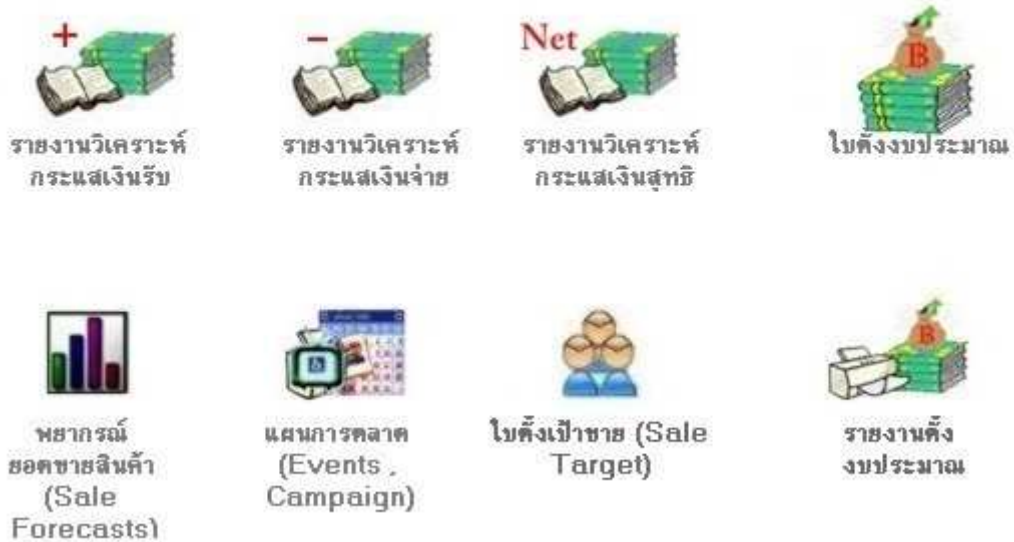 +
รายงานวิเคราะห์
กระแสเงินรับ
-
รายงานวิเคราะห์
กระแสเงินจ่าย
Net
รายงานวิเคราะห์
กระแสเงินสุทธิ
B
ใบตั้งงบประมาณ
พยากรณ์
ยอดขายสินค้า
(Sale
Forecasts)
แผนการตลาด
(Events ,
Campaign)
ใบตั้งเป้าขาย (Sale
Target)
B
รายงานตั้ง
งบประมาณ